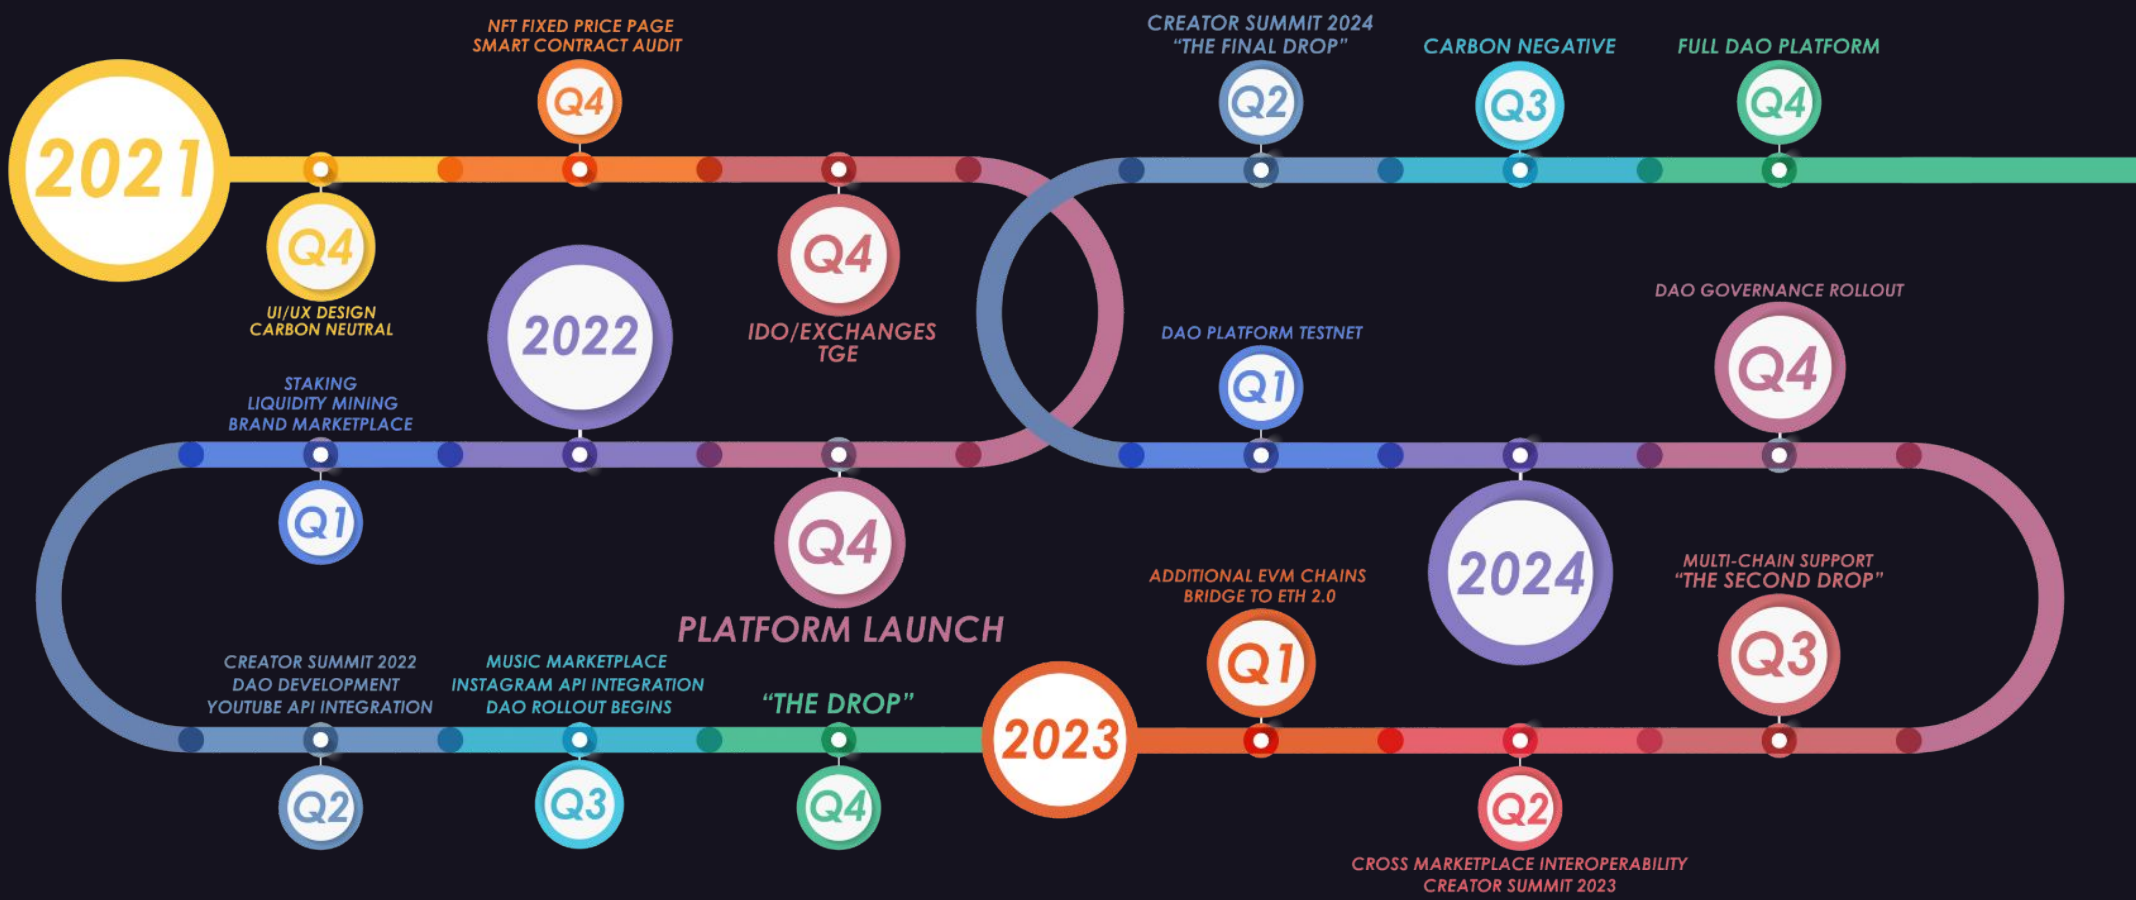 2021
Q4
UI/UX DESIGN
CARBON NEUTRAL
NFT FIXED PRICE PAGE
SMART CONTRACT AUDIT
Q4
Q4
IDO/EXCHANGES
TGE
Q4
PLATFORM LAUNCH
2022
STAKING
LIQUIDITY MINING
BRAND MARKETPLACE
Q1
CREATOR SUMMIT 2022
DAO DEVELOPMENT
YOUTUBE API INTEGRATION
Q2
MUSIC MARKETPLACE
INSTAGRAM API INTEGRATION
DAO ROLLOUT BEGINS
Q3
“THE DROP”
Q4
2023
ADDITIONAL EVM CHAINS
BRIDGE TO ETH 2.0
Q1
Q2
CROSS MARKETPLACE INTEROPERABILITY
CREATOR SUMMIT 2023
MULTI-CHAIN SUPPORT
“THE SECOND DROP”
Q3
DAO GOVERNANCE ROLLOUT
Q4
2024
DAO PLATFORM TESTNET
Q1
CREATOR SUMMIT 2024
“THE FINAL DROP”
Q2
CARBON NEGATIVE
Q3
FULL DAO PLATFORM
Q4